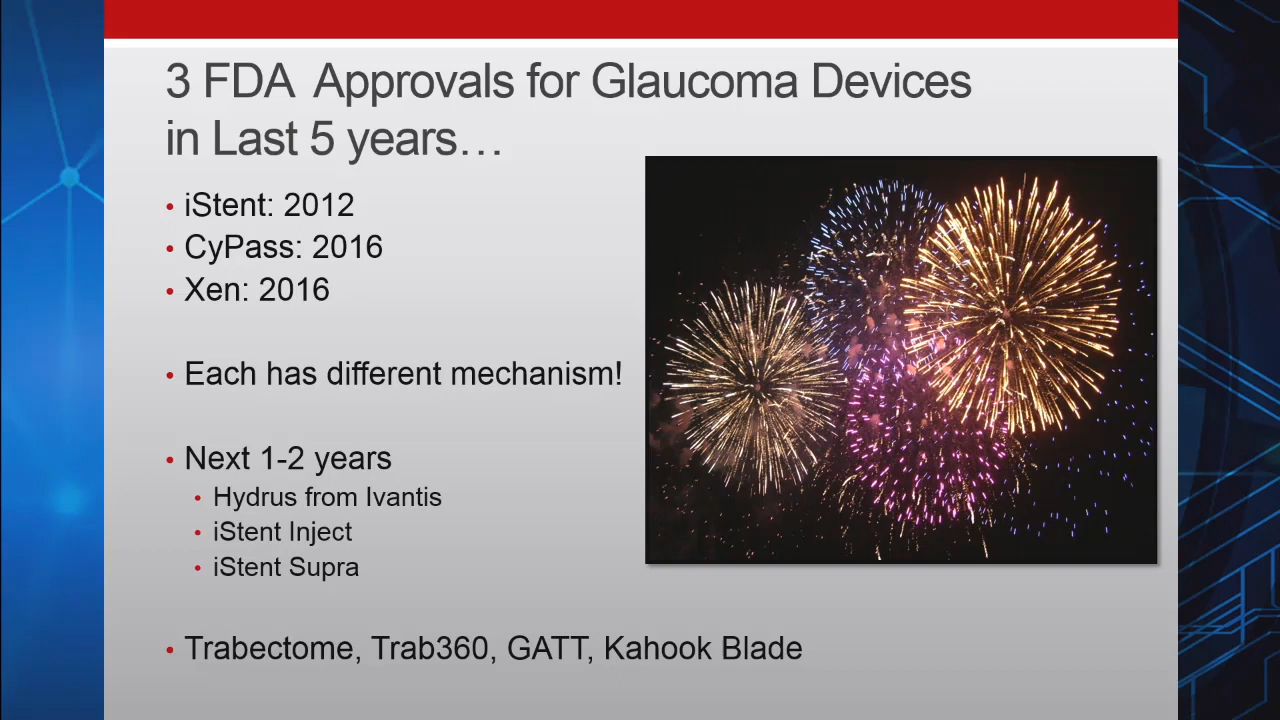 3 FDA  Approvals for Glaucoma Devices
in Last 5 years…
• iStent: 2012
• CyPass: 2016
• Xen: 2016
• Each has different mechanism!
• Next 1-2 years
• Hydrus from Ivantis
• iStent Inject
• iStent Supra
• Trabectome, Trab360, GATT, Kahook Blade